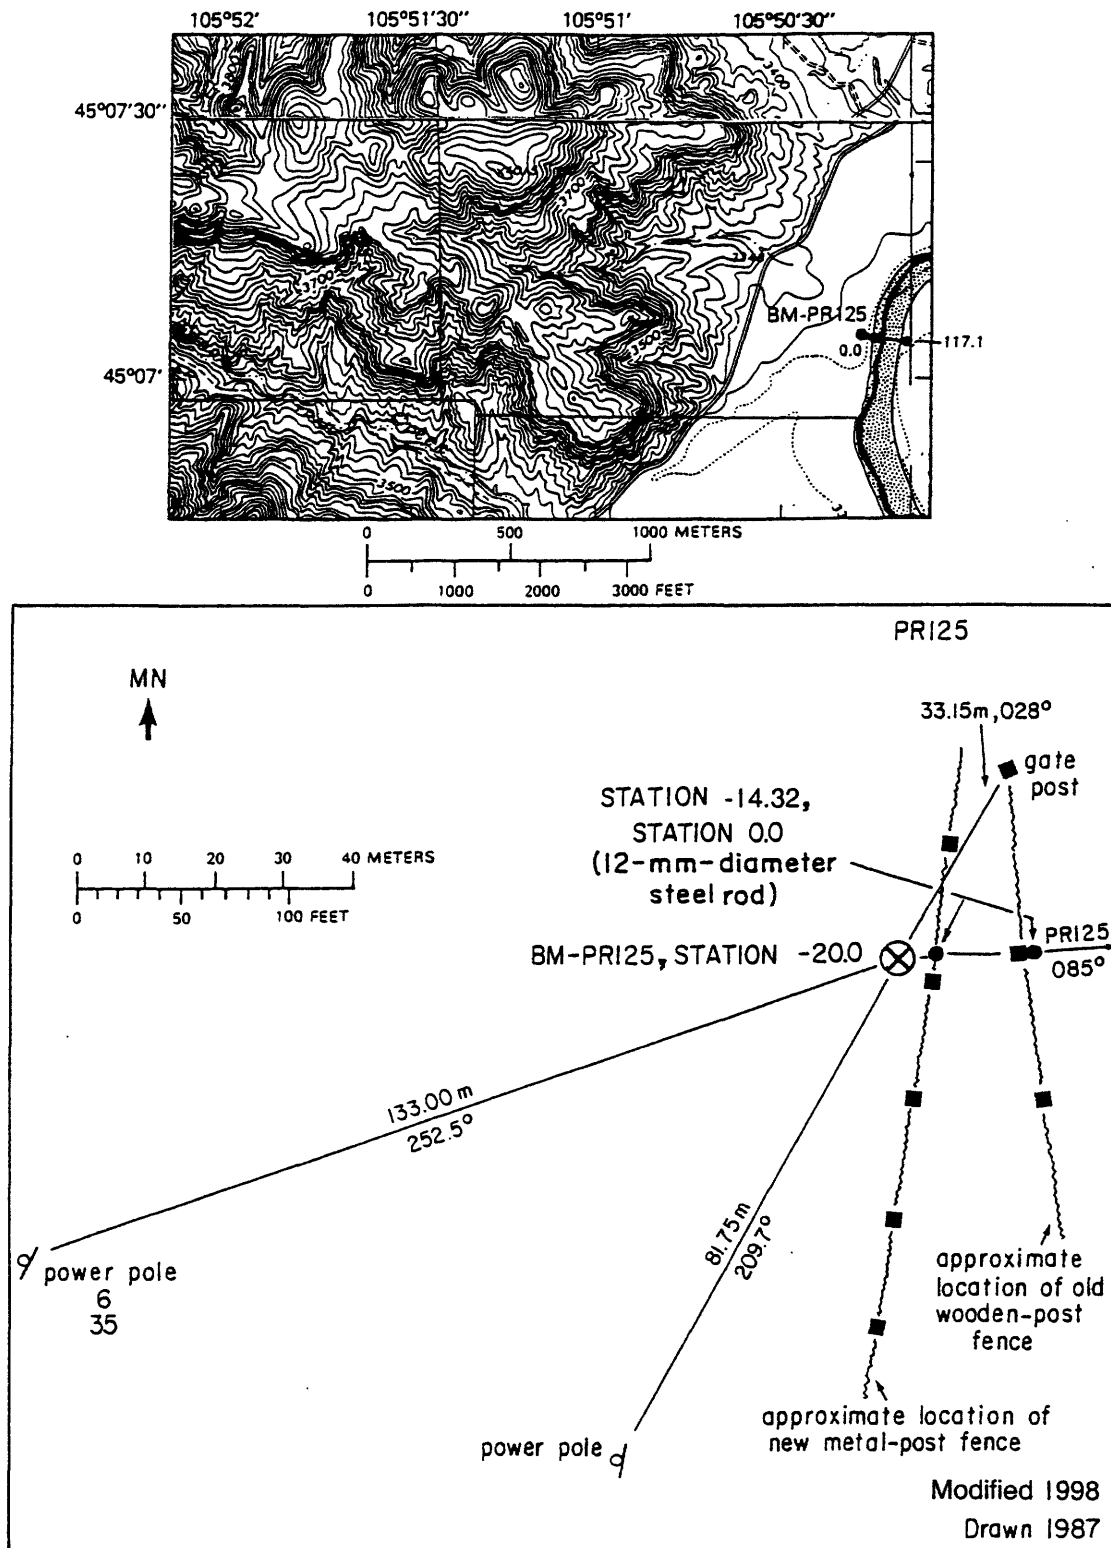 105°52' 105°51'30" 105°51' 105°50'30"
45°07'30"
3400
3700
3700
BM-PR125
0.0
117.1
3500
45°07'
3500
0 500 1000 METERS
0 1000 2000 3000 FEET
PR125
MN
33.15m, 028°
gate
post
STATION -14.32,
STATION 0.0
(12-mm-diameter
steel rod)
0 10 20 30 40 METERS
0 50 100 FEET
BM-PR125, STATION -20.0
PR125
085°
133.00 m
252.5°
81.75 m
209.7°
power pole
6
35
approximate
location of old
wooden-post
fence
approximate location of
new metal-post fence
power pole
Modified 1998
Drawn 1987